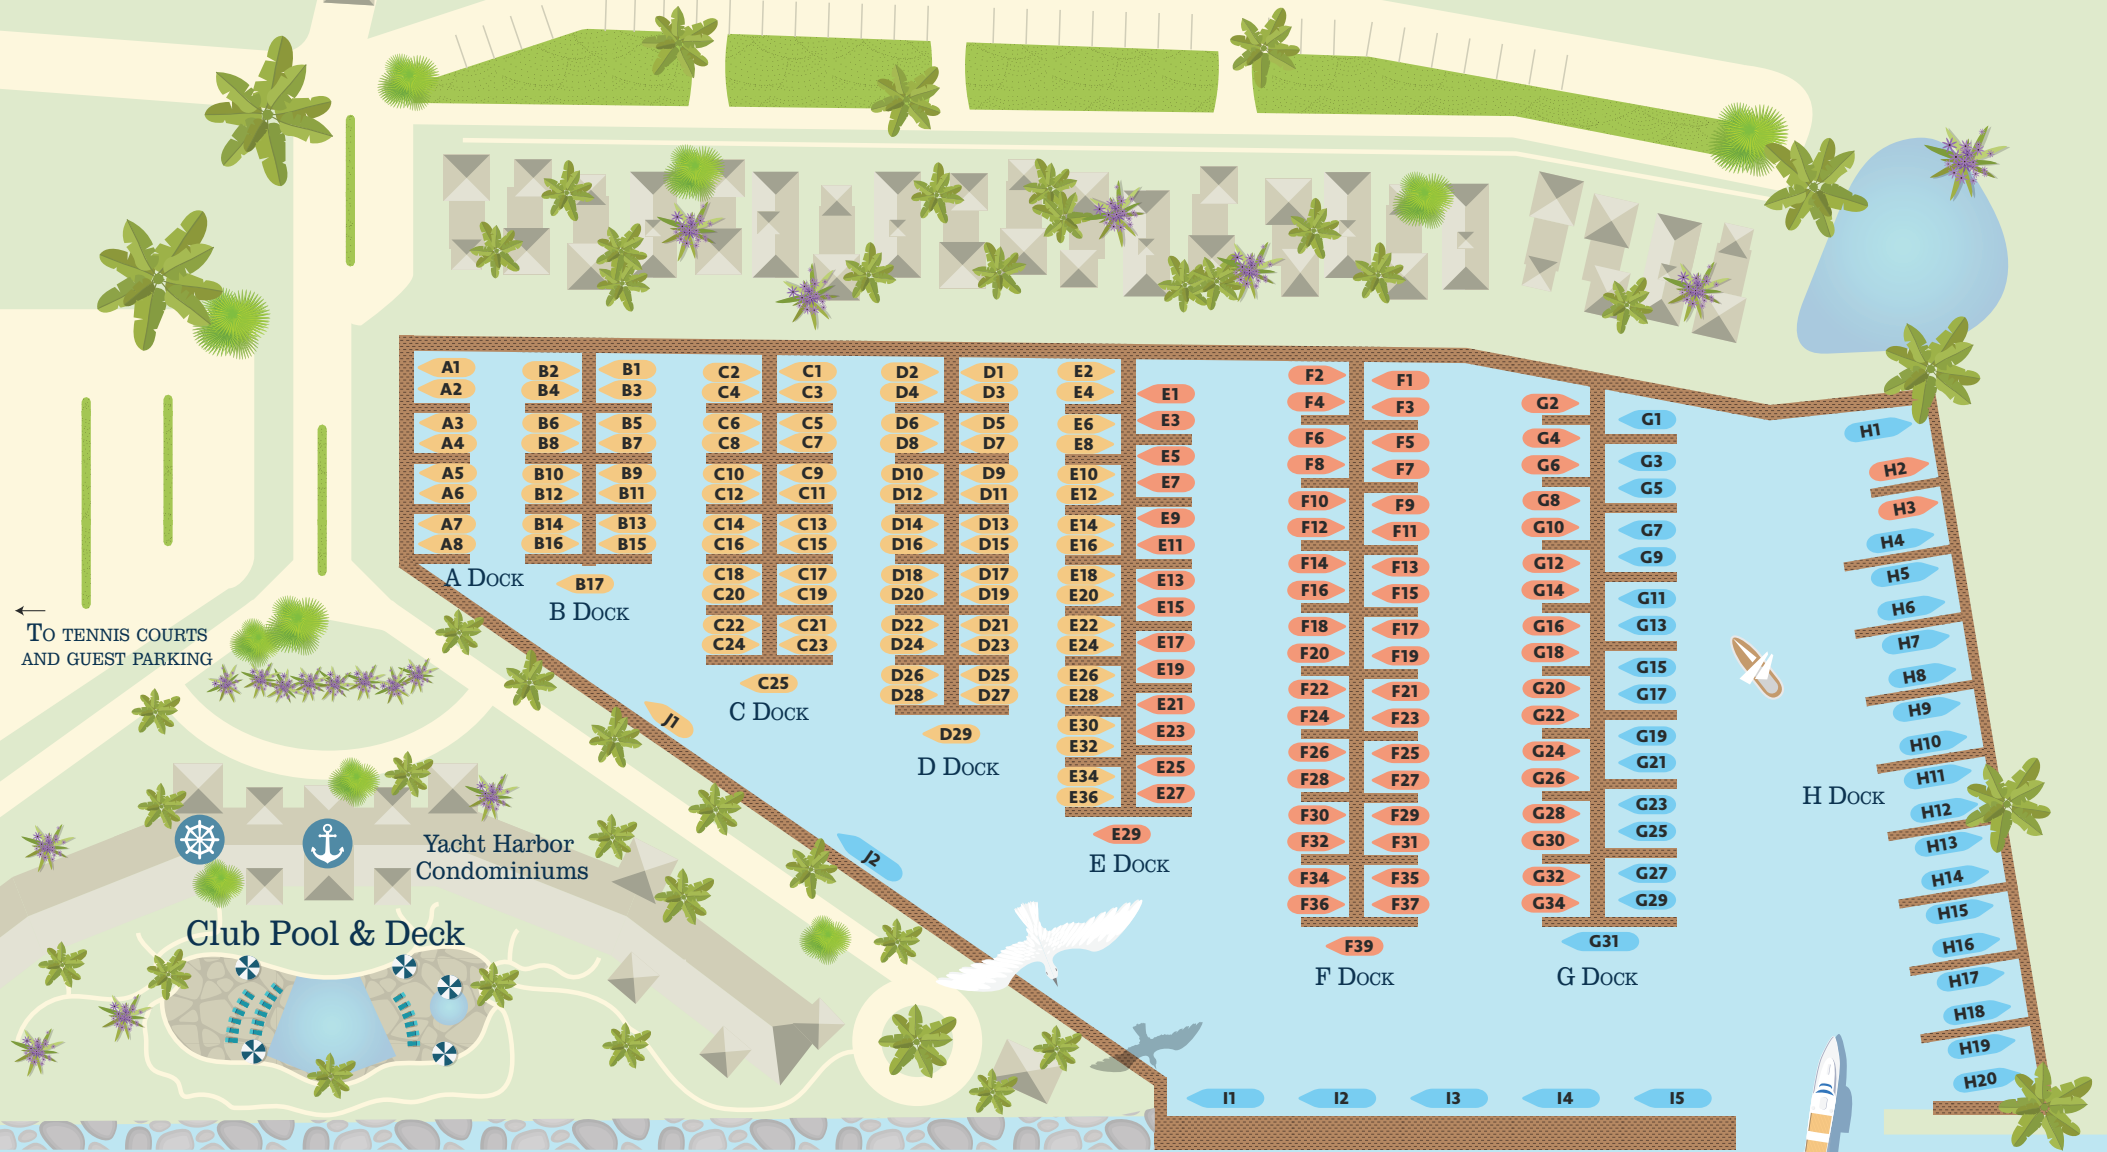 A1
A2
A3
A4
A5
A6
A7
A8
A Dock
B2
B1
B4
B3
B6
B5
B8
B7
B10
B9
B12
B11
B14
B13
B16
B15
B17
B Dock
C2
C1
C4
C3
C6
C5
C8
C7
C10
C9
C12
C11
C14
C13
C16
C15
C18
C17
C20
C19
C22
C21
C24
C23
C25
C Dock
D2
D1
D4
D3
D6
D5
D8
D7
D10
D9
D12
D11
D14
D13
D16
D15
D18
D17
D20
D19
D22
D21
D24
D23
D26
D25
D28
D27
D29
D Dock
E2
E4
E6
E8
E10
E12
E14
E16
E18
E20
E22
E24
E26
E28
E30
E32
E34
E36
E1
E3
E5
E7
E9
E11
E13
E15
E17
E19
E21
E23
E25
E27
E29
E Dock
F2
F4
F6
F8
F10
F12
F14
F16
F18
F20
F22
F24
F26
F28
F30
F32
F34
F36
F1
F3
F5
F7
F9
F11
F13
F15
F17
F19
F21
F23
F25
F27
F29
F31
F35
F37
F39
F Dock
G2
G4
G6
G8
G10
G12
G14
G16
G18
G20
G22
G24
G26
G28
G30
G32
G34
G1
G3
G5
G7
G9
G11
G13
G15
G17
G19
G21
G23
G25
G27
G29
G31
G Dock
H1
H2
H3
H4
H5
H6
H7
H8
H9
H10
H11
H12
H13
H14
H15
H16
H17
H18
H19
H20
H Dock
I1
I2
I3
I4
I5
J1
J2
To tennis courts
and guest parking
Yacht Harbor
Condominiums
Club Pool & Deck